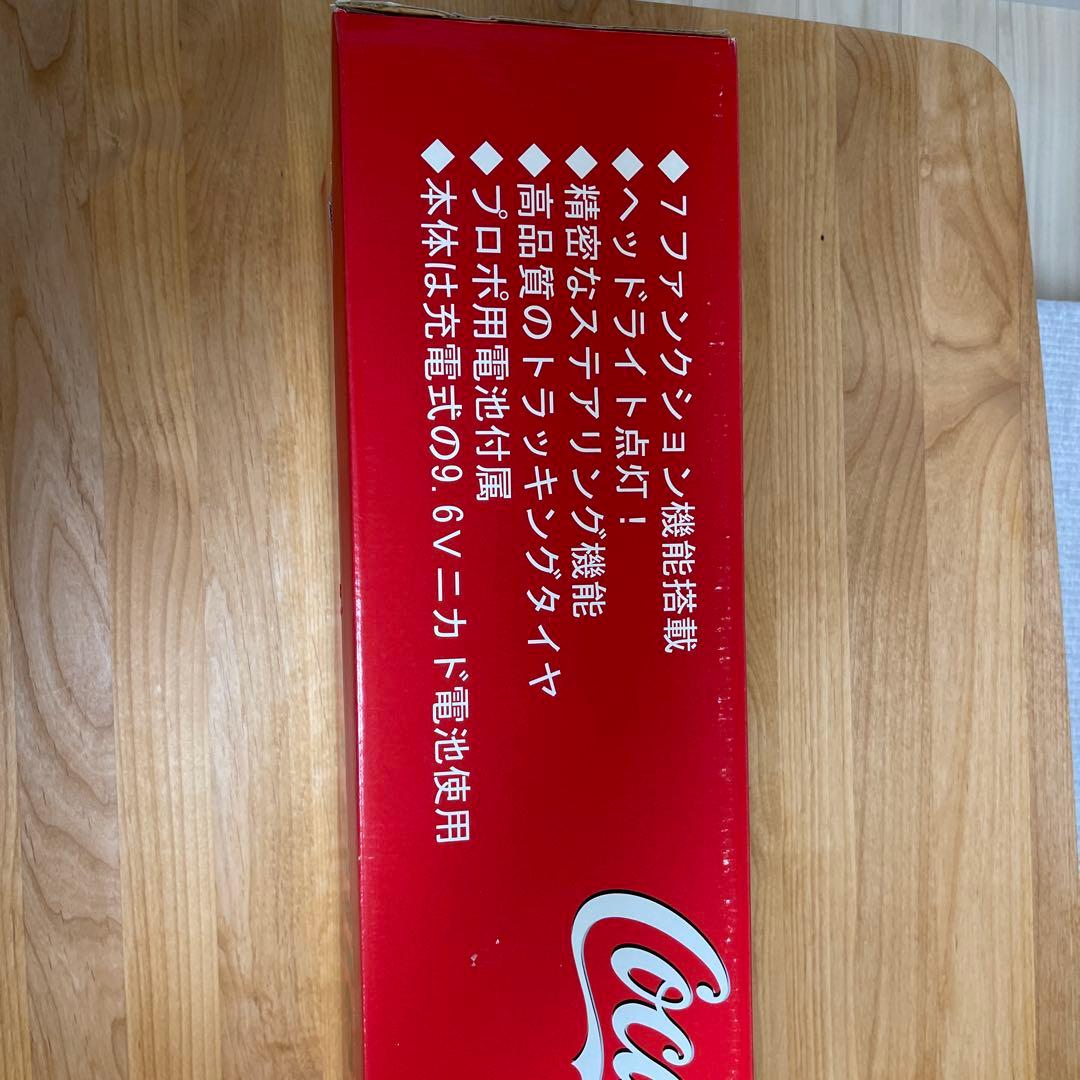 ◆7ファンクション機能搭載
◆ヘッドライト点灯!
◆精密なステアリング機能
◆高品質のトラッキングタイヤ
◆プロポ用電池付属
◆本体は充電式の9.6Vニカド電池使用
Coca